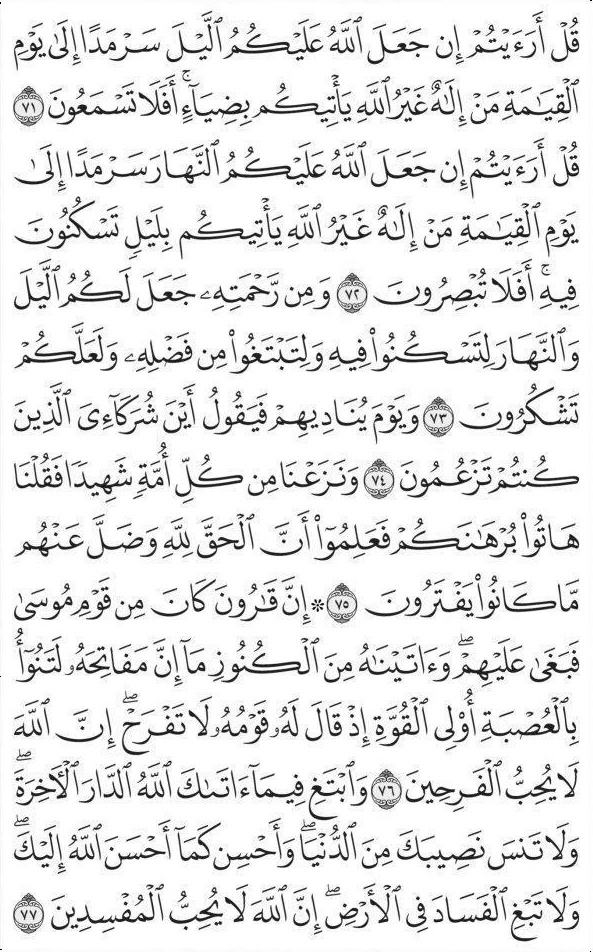 قُلْ أَرَءَيْتُمْ إِن جَعَلَ ٱللَّهُ عَلَيْكُمُ ٱلَّيْلَ سَرْمَدًا إِلَىٰ يَوْمِ
ٱلْقِيَـٰمَةِ مَنْ إِلَـٰهٌ غَيْرُ ٱللَّهِ يَأْتِيكُم بِضِيَآءٍ ۖ أَفَلَا تَسْمَعُونَ ٧١
قُلْ أَرَءَيْتُمْ إِن جَعَلَ ٱللَّهُ عَلَيْكُمُ ٱلنَّهَارَ سَرْمَدًا إِلَىٰ
يَوْمِ ٱلْقِيَـٰمَةِ مَنْ إِلَـٰهٌ غَيْرُ ٱللَّهِ يَأْتِيكُم بِلَيْلٍ تَسْكُنُونَ
فِيهِ ۚ أَفَلَا تُبْصِرُونَ ٧٢ وَمِن رَّحْمَتِهِۦ جَعَلَ لَكُمُ ٱلَّيْلَ
وَٱلنَّهَارَ لِتَسْكُنُوا۟ فِيهِ وَلِتَبْتَغُوا۟ مِن فَضْلِهِۦ وَلَعَلَّكُمْ
تَشْكُرُونَ ٧٣ وَيَوْمَ يُنَادِيهِمْ فَيَقُولُ أَيْنَ شُرَكَآءِىَ ٱلَّذِينَ
كُنتُمْ تَزْعُمُونَ ٧٤ وَنَزَعْنَا مِن كُلِّ أُمَّةٍ شَهِيدًا فَقُلْنَا
هَاتُوا۟ بُرْهَـٰنَكُمْ فَعَلِمُوٓا۟ أَنَّ ٱلْحَقَّ لِلَّهِ وَضَلَّ عَنْهُم
مَّا كَانُوا۟ يَفْتَرُونَ ٧٥ ۞ إِنَّ قَـٰرُونَ كَانَ مِن قَوْمِ مُوسَىٰ
فَبَغَىٰ عَلَيْهِمْ ۖ وَءَاتَيْنَـٰهُ مِنَ ٱلْكُنُوزِ مَآ إِنَّ مَفَاتِحَهُۥ لَتَنُوٓأُ
بِٱلْعُصْبَةِ أُو۟لِى ٱلْقُوَّةِ إِذْ قَالَ لَهُۥ قَوْمُهُۥ لَا تَفْرَحْ ۖ إِنَّ ٱللَّهَ
لَا يُحِبُّ ٱلْفَرِحِينَ ٧٦ وَٱبْتَغِ فِيمَآ ءَاتَىٰكَ ٱللَّهُ ٱلدَّارَ ٱلْـَٔاخِرَةَ ۖ
وَلَا تَنسَ نَصِيبَكَ مِنَ ٱلدُّنْيَا ۖ وَأَحْسِن كَمَآ أَحْسَنَ ٱللَّهُ إِلَيْكَ ۖ
وَلَا تَبْغِ ٱلْفَسَادَ فِى ٱلْأَرْضِ ۖ إِنَّ ٱللَّهَ لَا يُحِبُّ ٱلْمُفْسِدِينَ ٧٧